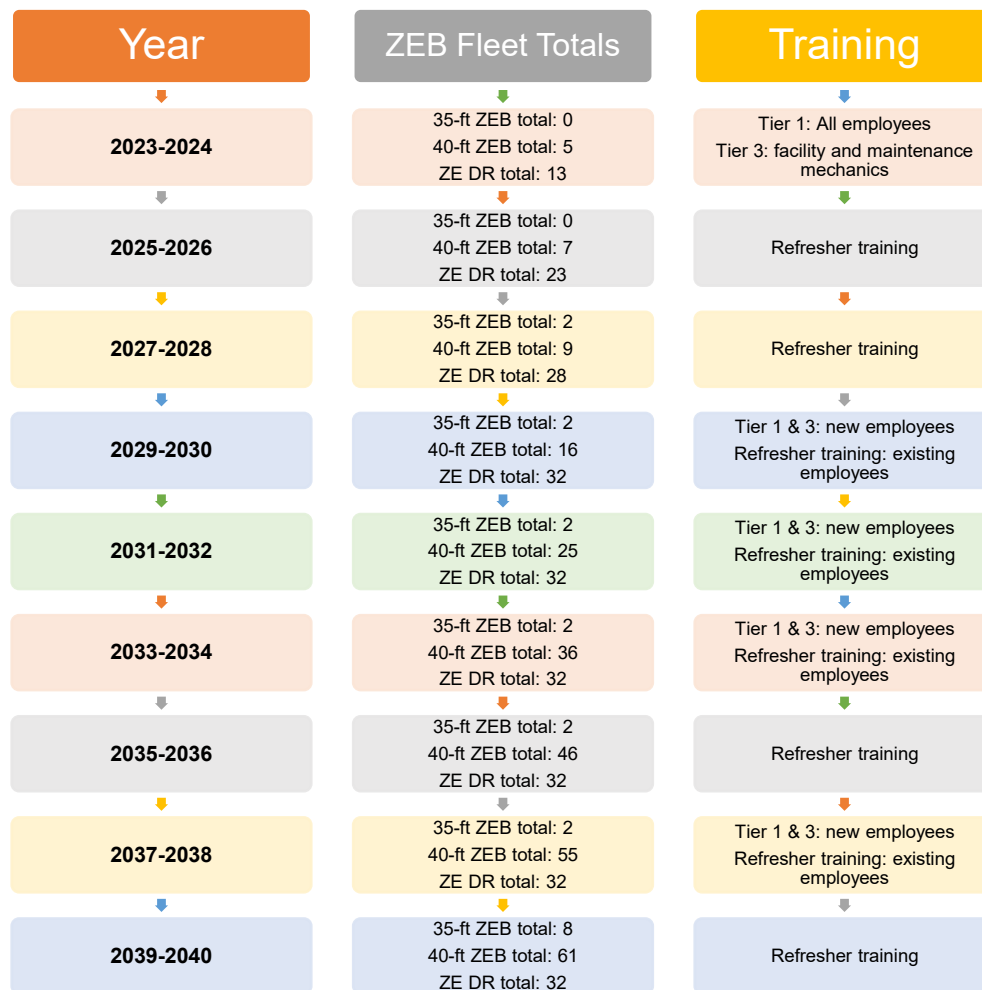 Year
ZEB Fleet Totals
Training
2023-2024
35-ft ZEB total: 0
40-ft ZEB total: 5
ZE DR total: 13
Tier 1: All employees
Tier 3: facility and maintenance
mechanics
2025-2026
35-ft ZEB total: 0
40-ft ZEB total: 7
ZE DR total: 23
Refresher training
2027-2028
35-ft ZEB total: 2
40-ft ZEB total: 9
ZE DR total: 28
Refresher training
2029-2030
35-ft ZEB total: 2
40-ft ZEB total: 16
ZE DR total: 32
Tier 1 & 3: new employees
Refresher training: existing
employees
2031-2032
35-ft ZEB total: 2
40-ft ZEB total: 25
ZE DR total: 32
Tier 1 & 3: new employees
Refresher training: existing
employees
2033-2034
35-ft ZEB total: 2
40-ft ZEB total: 36
ZE DR total: 32
Tier 1 & 3: new employees
Refresher training: existing
employees
2035-2036
35-ft ZEB total: 2
40-ft ZEB total: 46
ZE DR total: 32
Refresher training
2037-2038
35-ft ZEB total: 2
40-ft ZEB total: 55
ZE DR total: 32
Tier 1 & 3: new employees
Refresher training: existing
employees
2039-2040
35-ft ZEB total: 8
40-ft ZEB total: 61
ZE DR total: 32
Refresher training